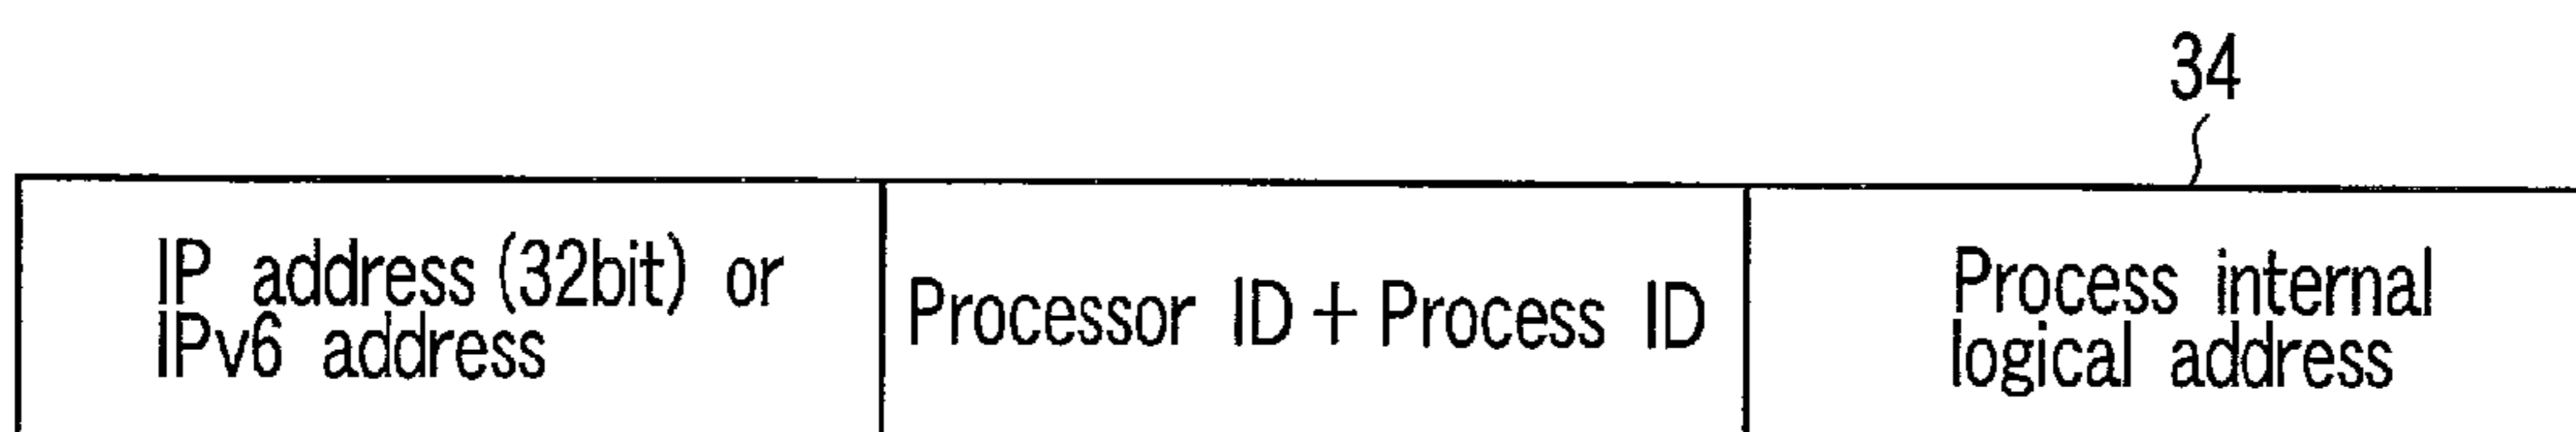 34
IP address (32bit) or
IPv6 address
Processor ID + Process ID
Process internal
logical address